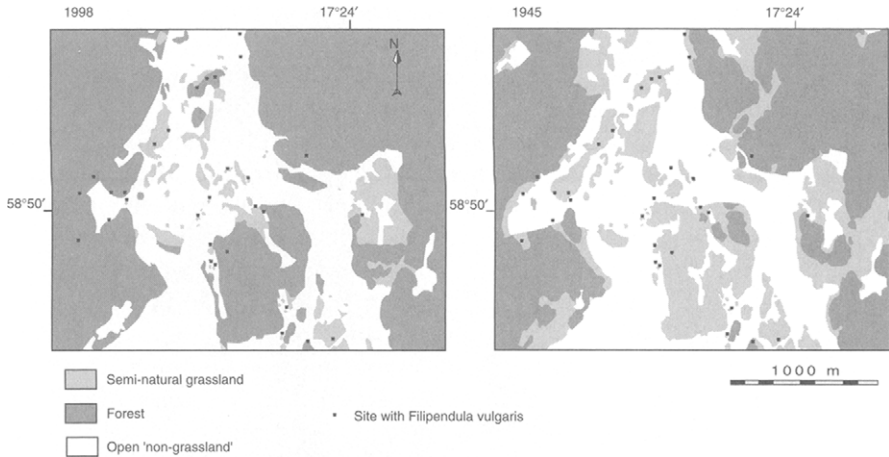 1998
17°24′
1945
17°24′
N
58°50′
58°50′
Semi-natural grassland
Forest
Open 'non-grassland'
Site with Filipendula vulgaris
1000 m